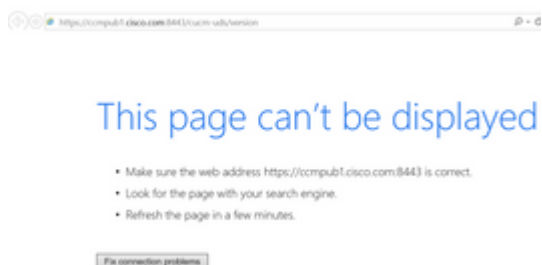 https://ccmpub1.cisco.com:8443/cucm-uds/version
This page can't be displayed
• Make sure the web address https://ccmpub1.cisco.com:8443 is correct.
• Look for the page with your search engine.
• Refresh the page in a few minutes.
Fix connection problems